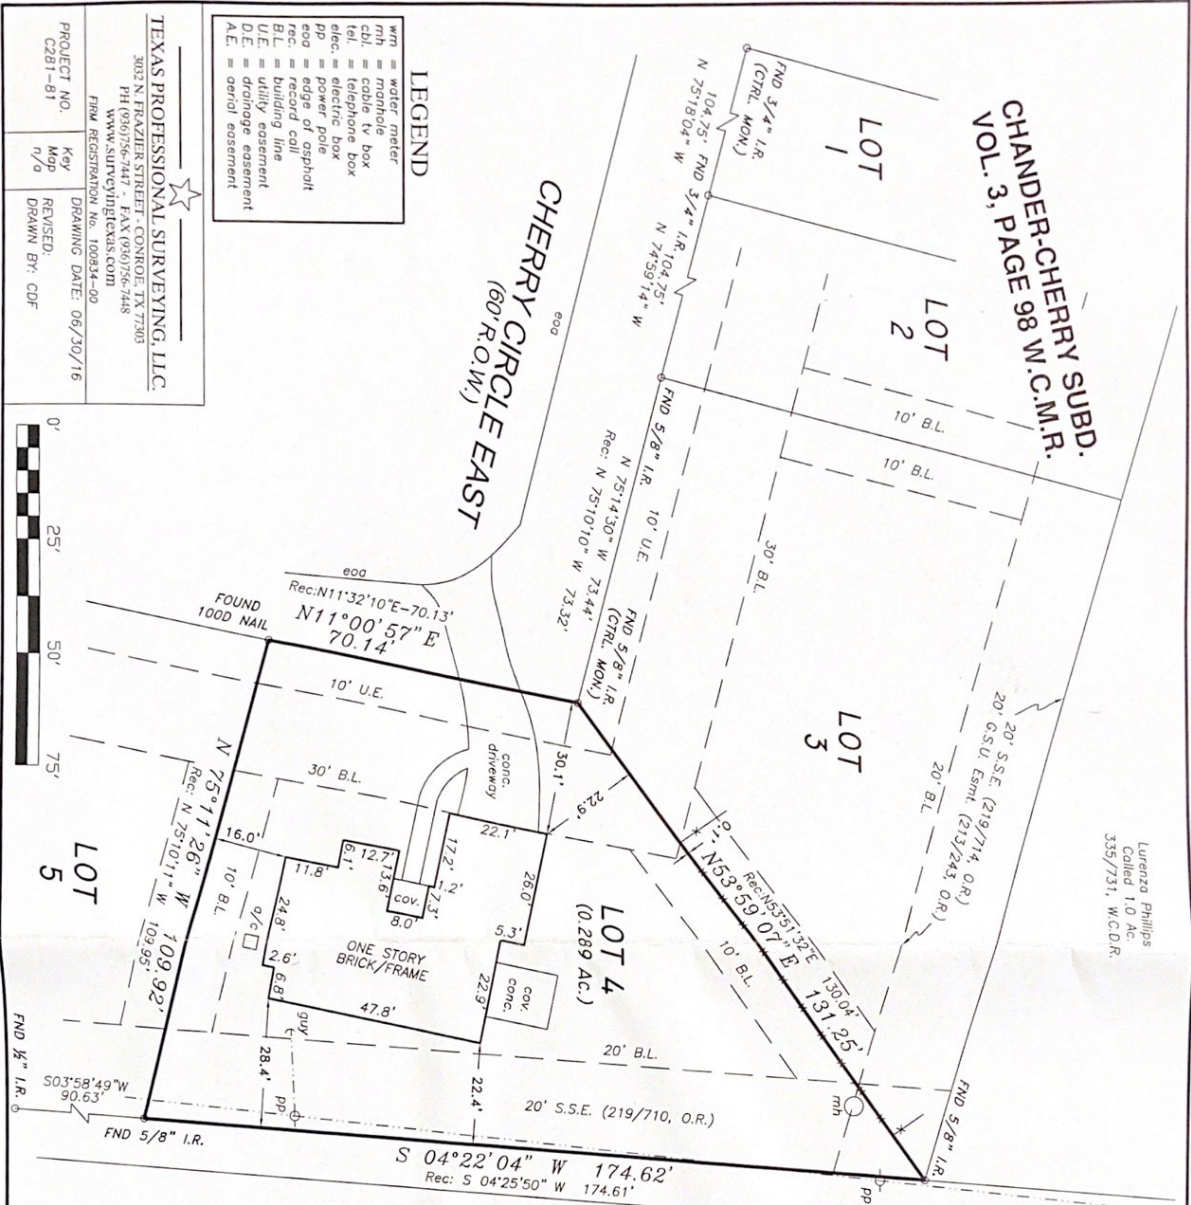 CHANDER-CHERRY SUBD.
VOL. 3, PAGE 98 W.C.M.R.
LOT
1
LOT
2
LOT
3
LOT 4
(0.289 Ac.)
LOT
5
FND 3/4" I.R.
(CTRL. MON.)
104.75'
N 75°18'04" W
FND 3/4" I.R.
104.75'
N 74°59'14" W
FND 5/8" I.R.
10' U.E.
N 75°14'30" W 73.44'
Rec: N 75°10'10" W 73.32'
FND 5/8" I.R.
(CTRL. MON.)
10' B.L.
10' B.L.
30' B.L.
20' B.L.
20' S.S.E. (219/714, O.R.)
20' G.S.U. Esmt. (213/243, O.R.)
Lurenza Phillips
Called 1.0 Ac.
335/731, W.C.D.R.
CHERRY CIRCLE EAST
(60' R.O.W.)
eoa
eoa
Rec:N11°32'10"E-70.13'
N11°00'57"E
70.14'
FOUND
100D NAIL
10' U.E.
30' B.L.
conc.
driveway
30.1'
22.9'
22.1'
17.2'
1.2'
7.3'
8.0'
cov.
13.6'
12.7'
6.1'
11.8'
16.0'
24.8'
2.6'
6.8'
47.8'
22.9'
5.3'
26.0'
cov.
conc.
ONE STORY
BRICK/FRAME
a/c
guy
28.4'
22.4'
PP
Rec:N53°51'32"E 130.04'
N53°59'07"E 131.25'
10' BL
20' B.L.
20' S.S.E. (219/710, O.R.)
mh
PP
FND 5/8" I.R.
N 75°11'26" W 109.92'
Rec: N 75°10'11" W 109.95'
10' B.L.
S 04°22'04" W 174.62'
Rec: S 04°25'50" W 174.61'
FND 5/8" I.R.
S03°58'49"W
90.63'
FND ½" I.R.
LEGEND
wm = water meter
mh = manhole
cbl. = cable tv box
tel. = telephone box
elec. = electric box
pp = power pole
eoa = edge of asphalt
rec. = record call
B.L. = building line
U.E. = utility easement
D.E. = drainage easement
A.E. = aerial easement
TEXAS PROFESSIONAL SURVEYING, LLC.
3032 N. FRAZIER STREET - CONROE, TX 77303
PH (936)756-7447 - FAX (936)756-7448
www.surveyingtexas.com
FIRM REGISTRATION No. 100834-00
PROJECT NO.
C281-81
Key
Map
n/a
DRAWING DATE: 06/30/16
REVISED:
DRAWN BY: CDF
0' 25' 50' 75'